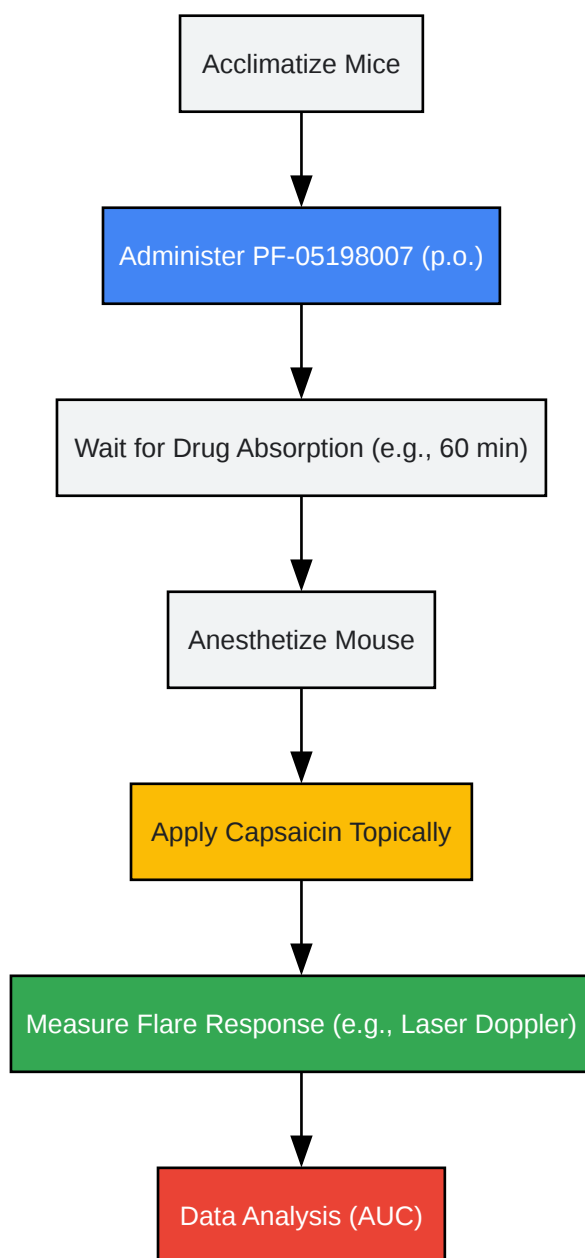 Acclimatize Mice
Administer PF-05198007 (p.o.)
Wait for Drug Absorption (e.g., 60 min)
Anesthetize Mouse
Apply Capsaicin Topically
Measure Flare Response (e.g., Laser Doppler)
Data Analysis (AUC)